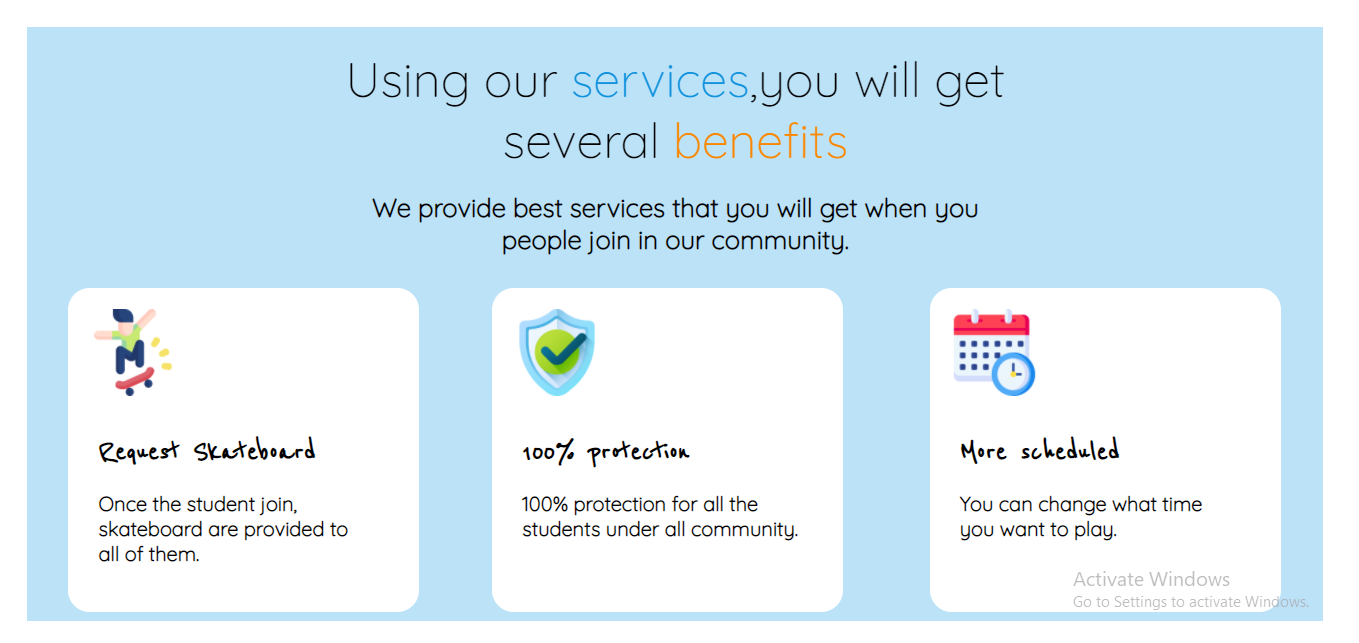 Using our services,you will get
several benefits
We provide best services that you will get when you
people join in our community.
Request Skateboard
Once the student join,
skateboard are provided to
all of them.
100% protection
100% protection for all the
students under all community.
More scheduled
You can change what time
you want to play.
Activate Windows
Go to Settings to activate Windows.